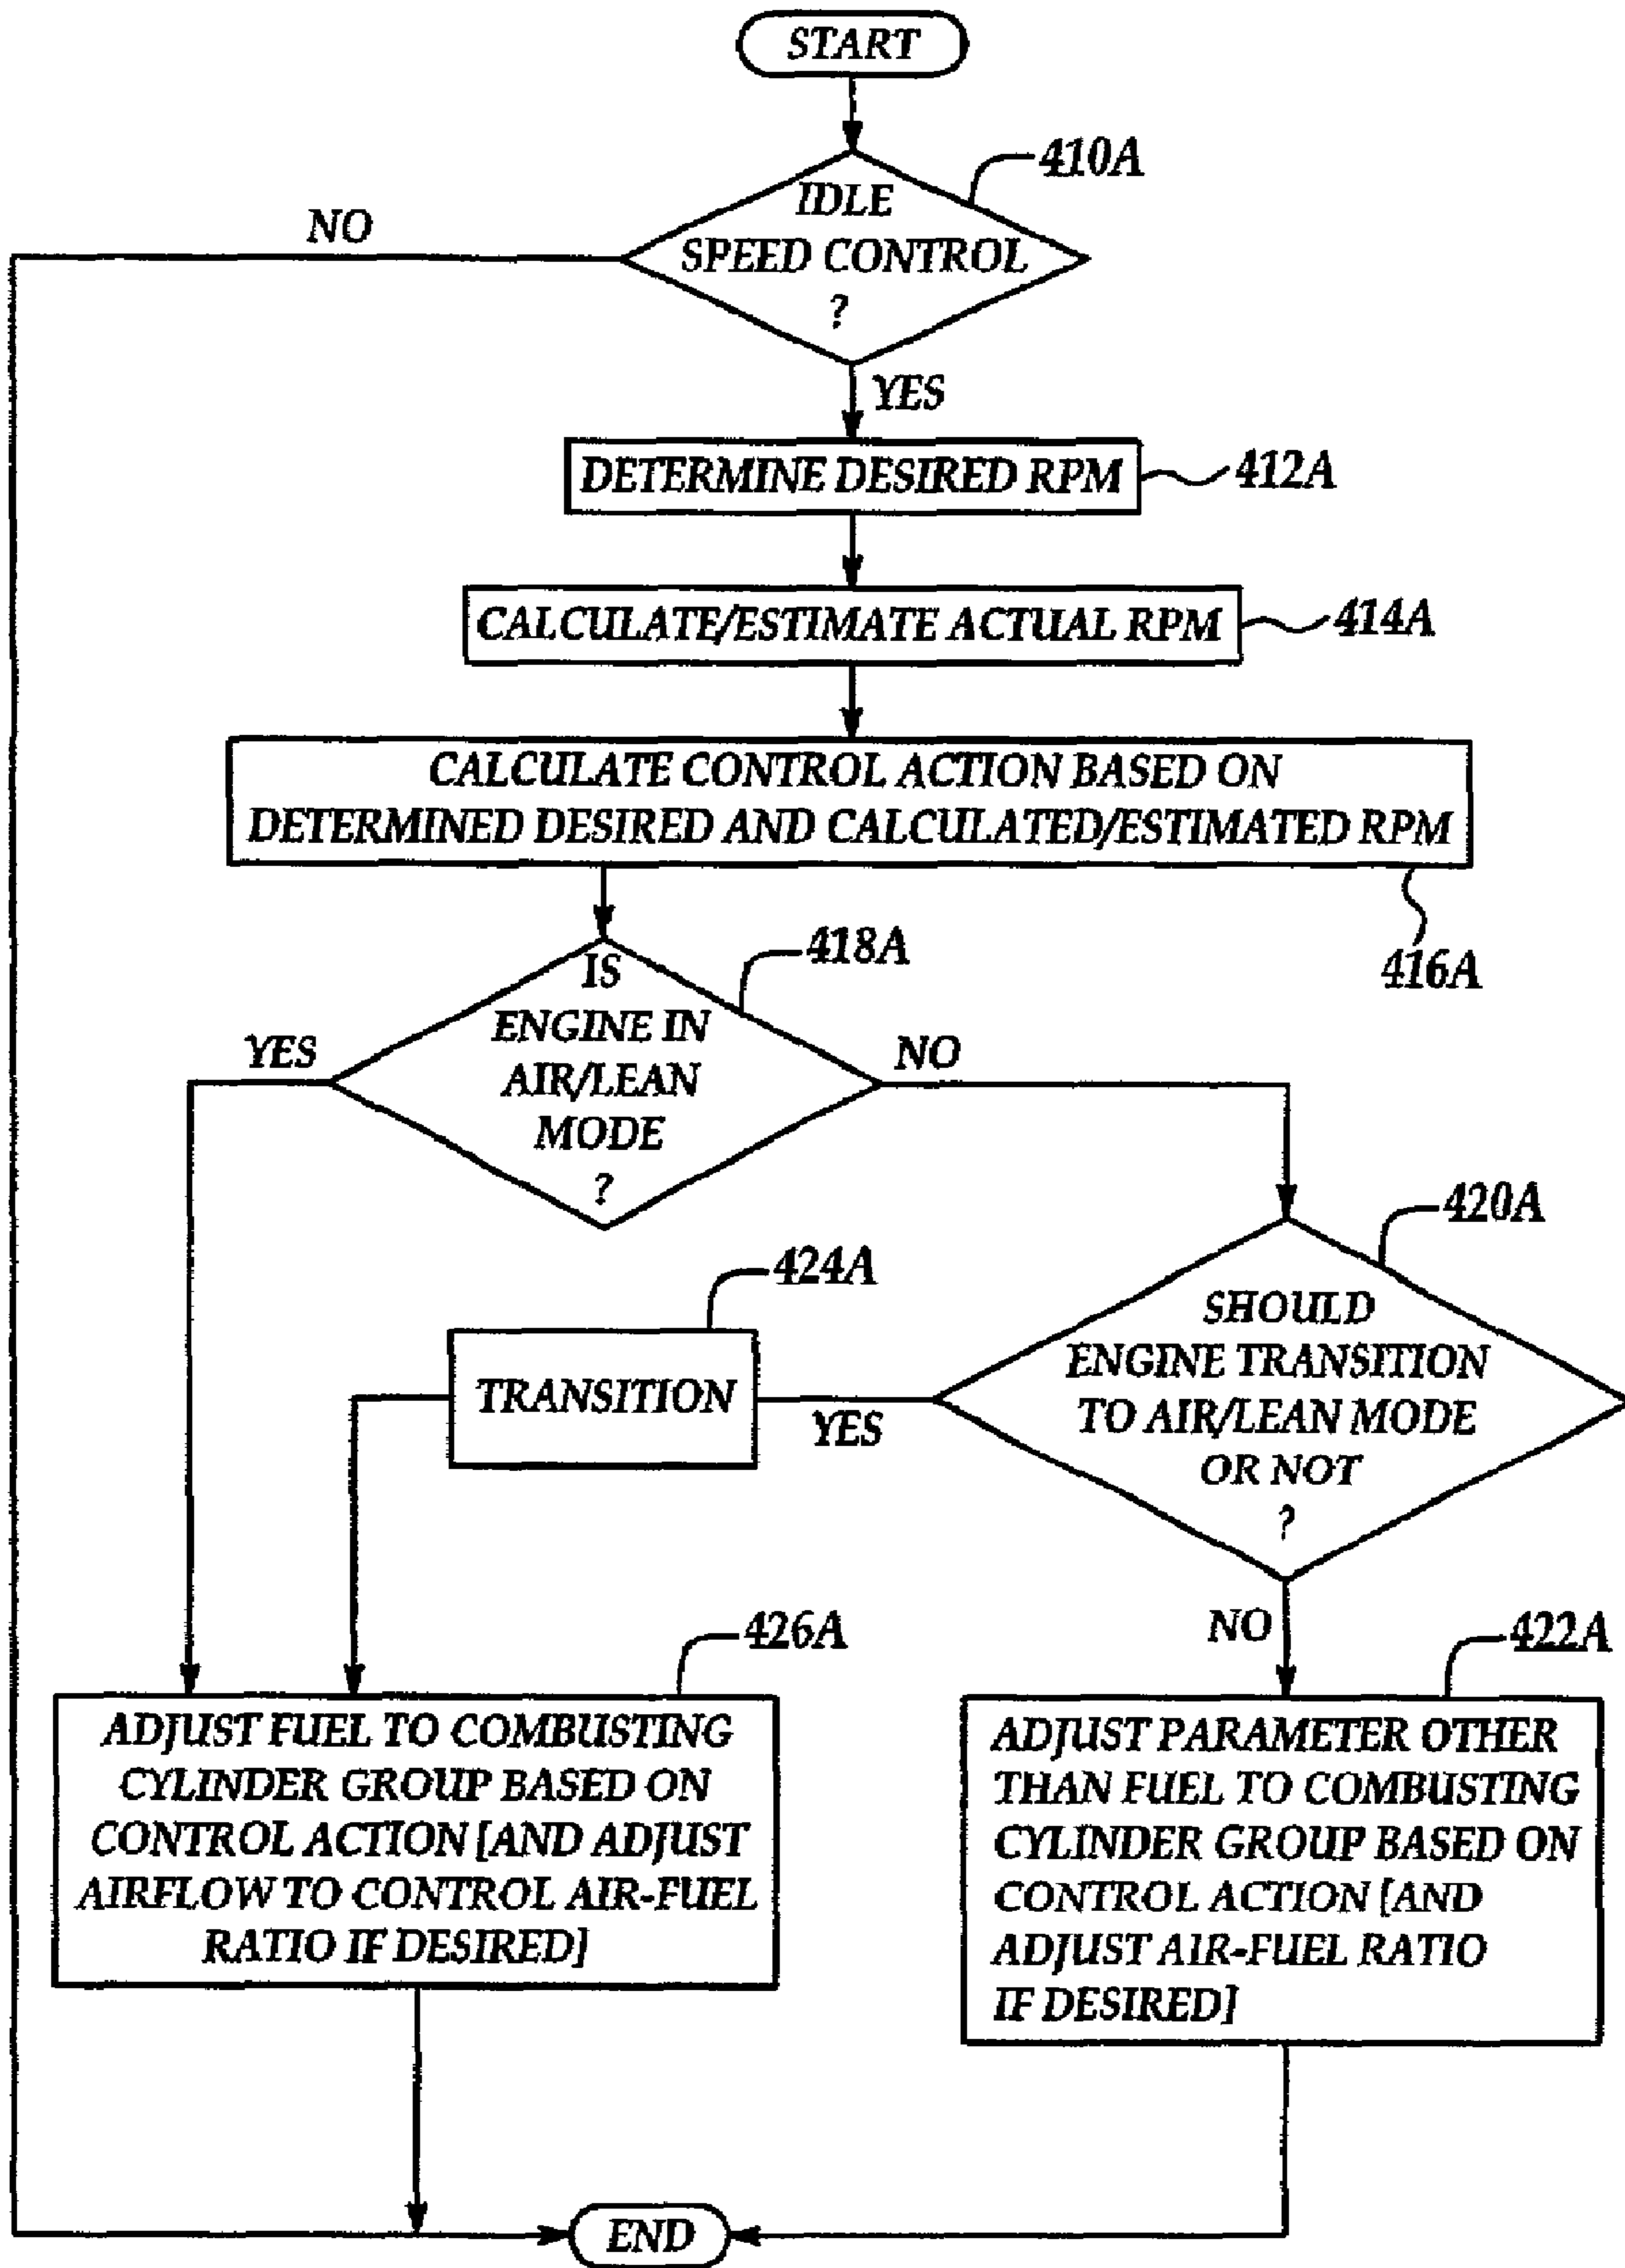 START
410A
IDLE
SPEED CONTROL
?
NO
YES
DETERMINE DESIRED RPM
412A
CALCULATE/ESTIMATE ACTUAL RPM
414A
CALCULATE CONTROL ACTION BASED ON
DETERMINED DESIRED AND CALCULATED/ESTIMATED RPM
416A
418A
IS
ENGINE IN
AIR/LEAN
MODE
?
YES
NO
420A
SHOULD
ENGINE TRANSITION
TO AIR/LEAN MODE
OR NOT
?
424A
TRANSITION
YES
NO
426A
ADJUST FUEL TO COMBUSTING
CYLINDER GROUP BASED ON
CONTROL ACTION [AND ADJUST
AIRFLOW TO CONTROL AIR-FUEL
RATIO IF DESIRED]
422A
ADJUST PARAMETER OTHER
THAN FUEL TO COMBUSTING
CYLINDER GROUP BASED ON
CONTROL ACTION [AND
ADJUST AIR-FUEL RATIO
IF DESIRED]
END